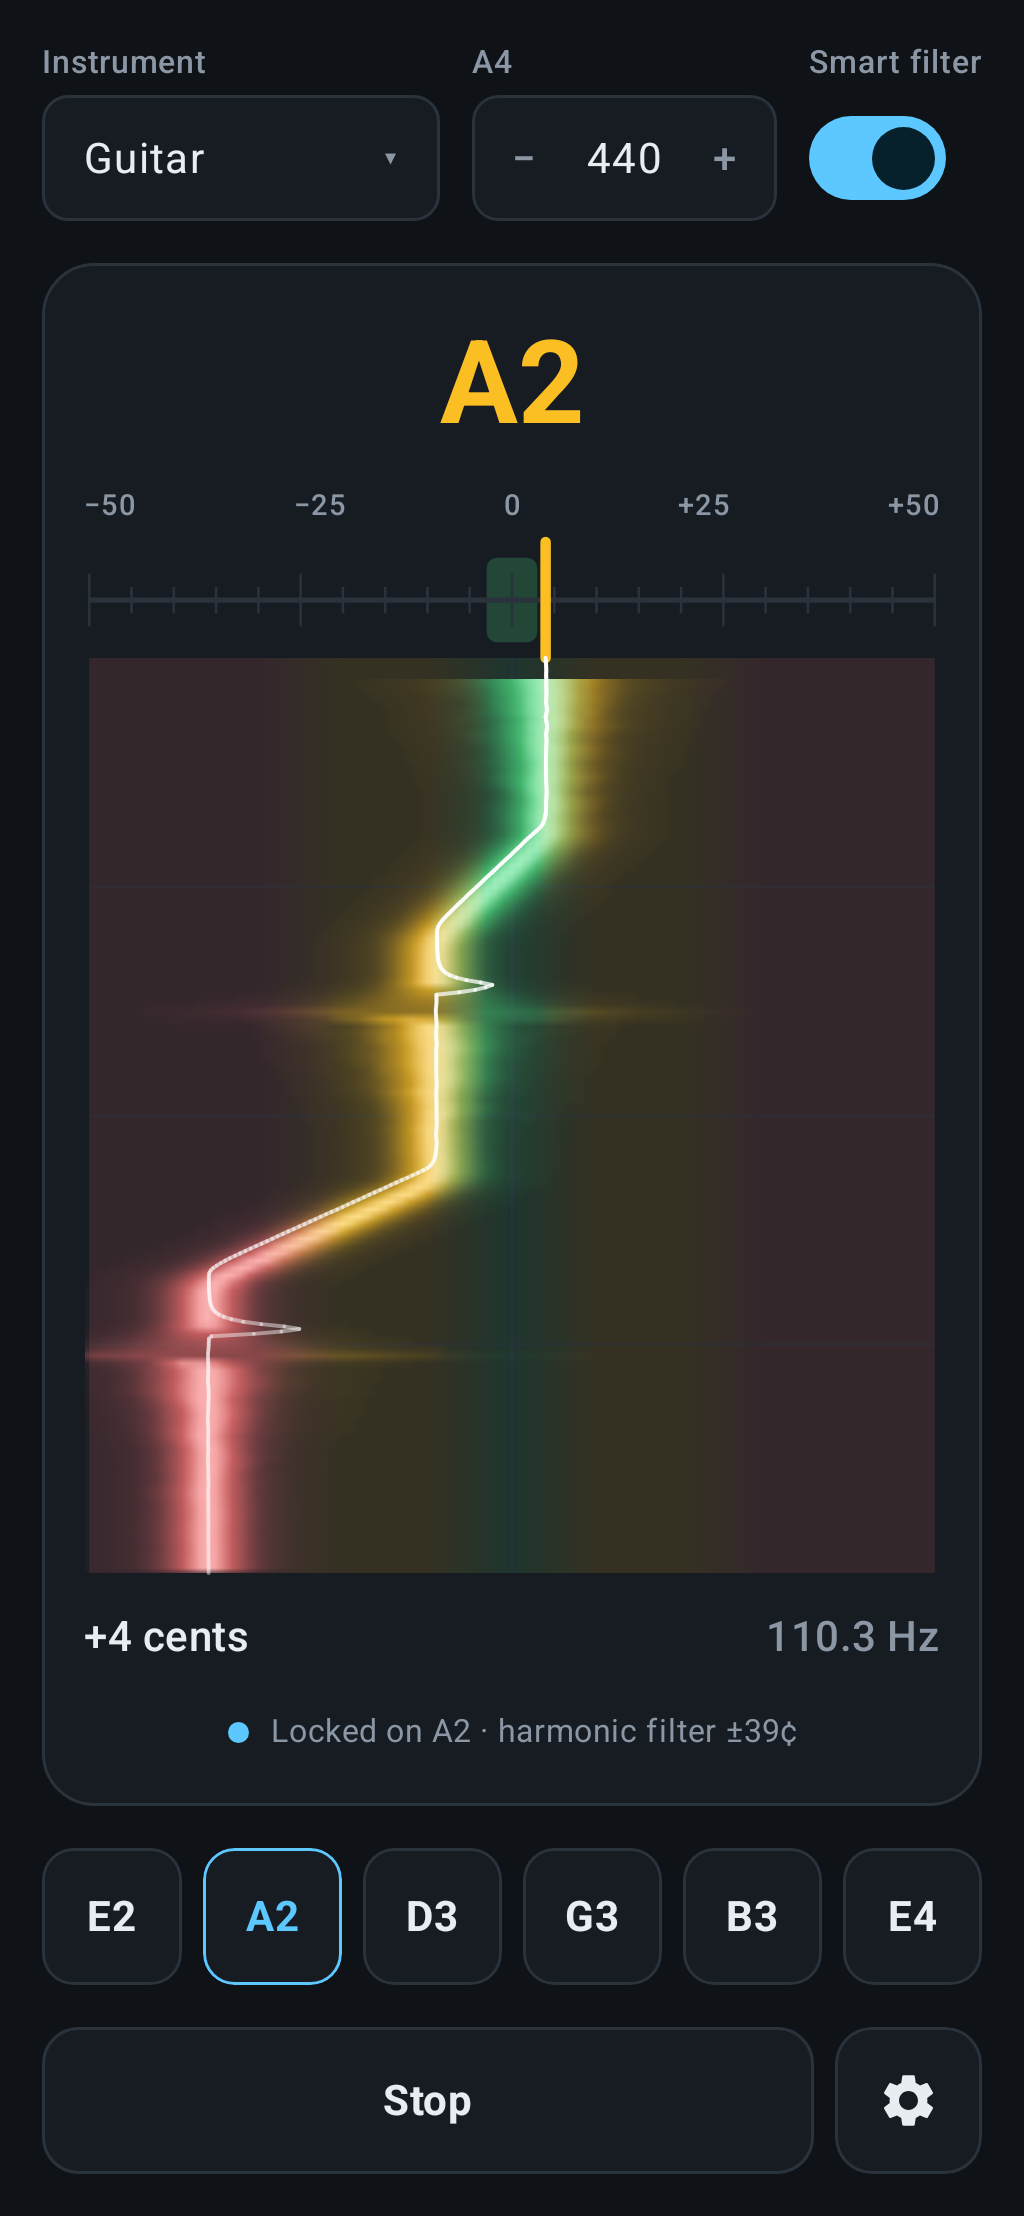 Instrument A4 Smart filter
Guitar ▾ − 440 +
A2
−50 −25 0 +25 +50
+4 cents 110.3 Hz
Locked on A2 · harmonic filter ±39¢
E2 A2 D3 G3 B3 E4
Stop